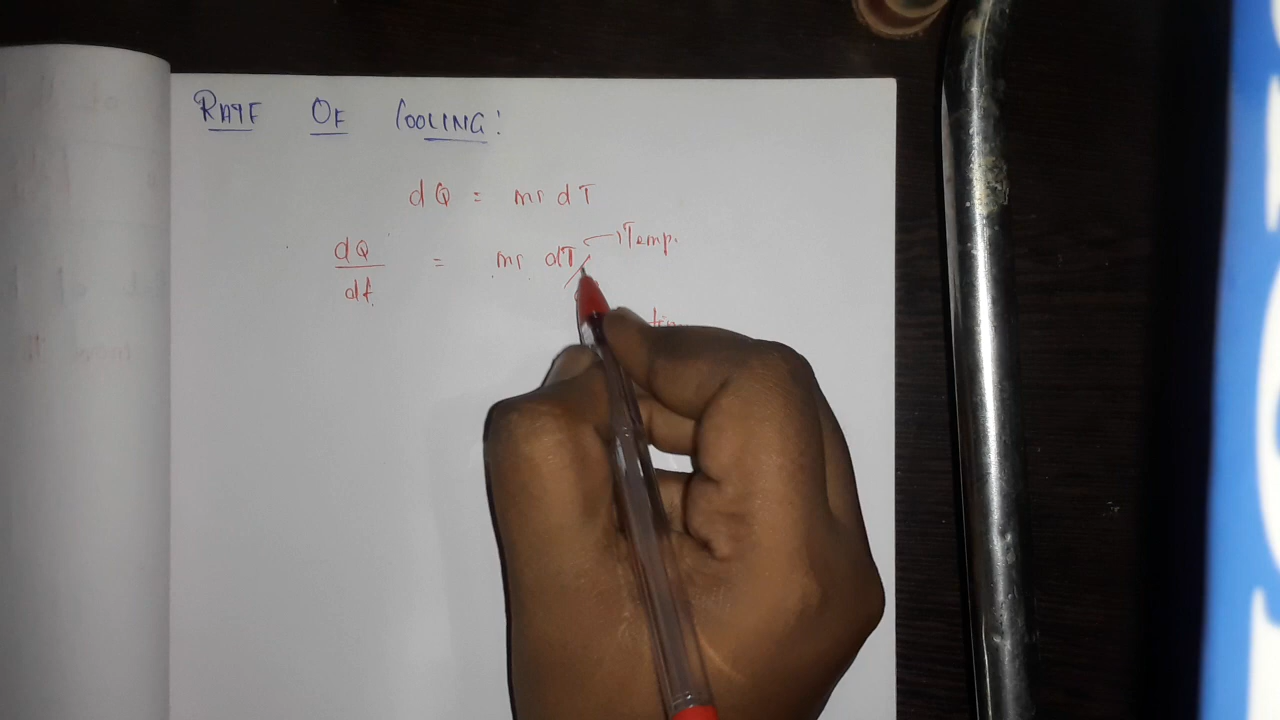 RATE OF COOLING:
dQ = ms dT
dQ/dt = ms dT/
Temp.